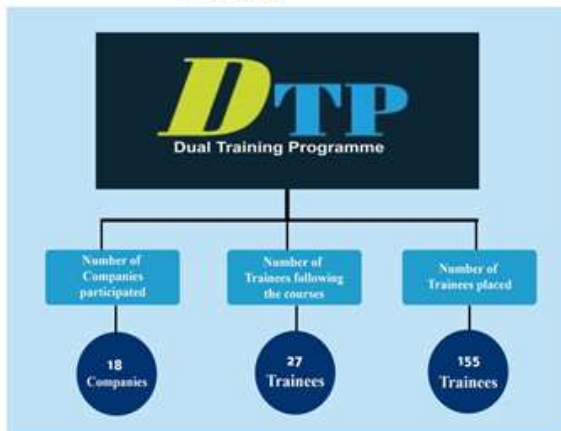 DTP
Dual Training Programme
Number of
Companies
participated
Number of
Trainees following
the courses
Number of
Trainees placed
18
Companies
27
Trainees
155
Trainees